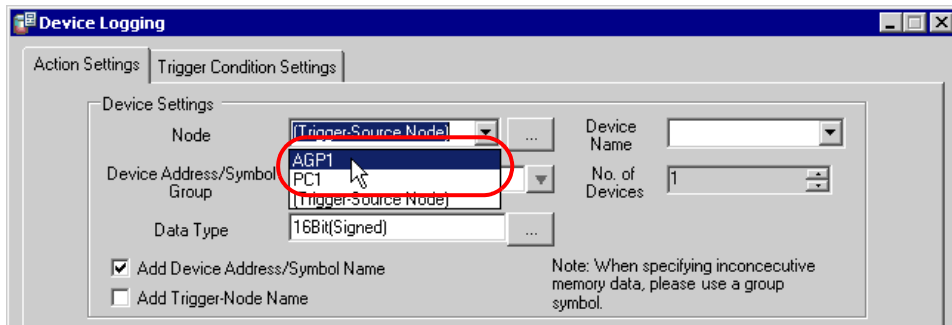 Device Logging
Action Settings
Trigger Condition Settings
Device Settings
Node
(Trigger-Source Node)
...
Device
Name
AGP1
PC1
(Trigger-Source Node)
Device Address/Symbol
Group
No. of
Devices
1
Data Type
16Bit(Signed)
...
Add Device Address/Symbol Name
Add Trigger-Node Name
Note: When specifying inconcecutive
memory data, please use a group
symbol.